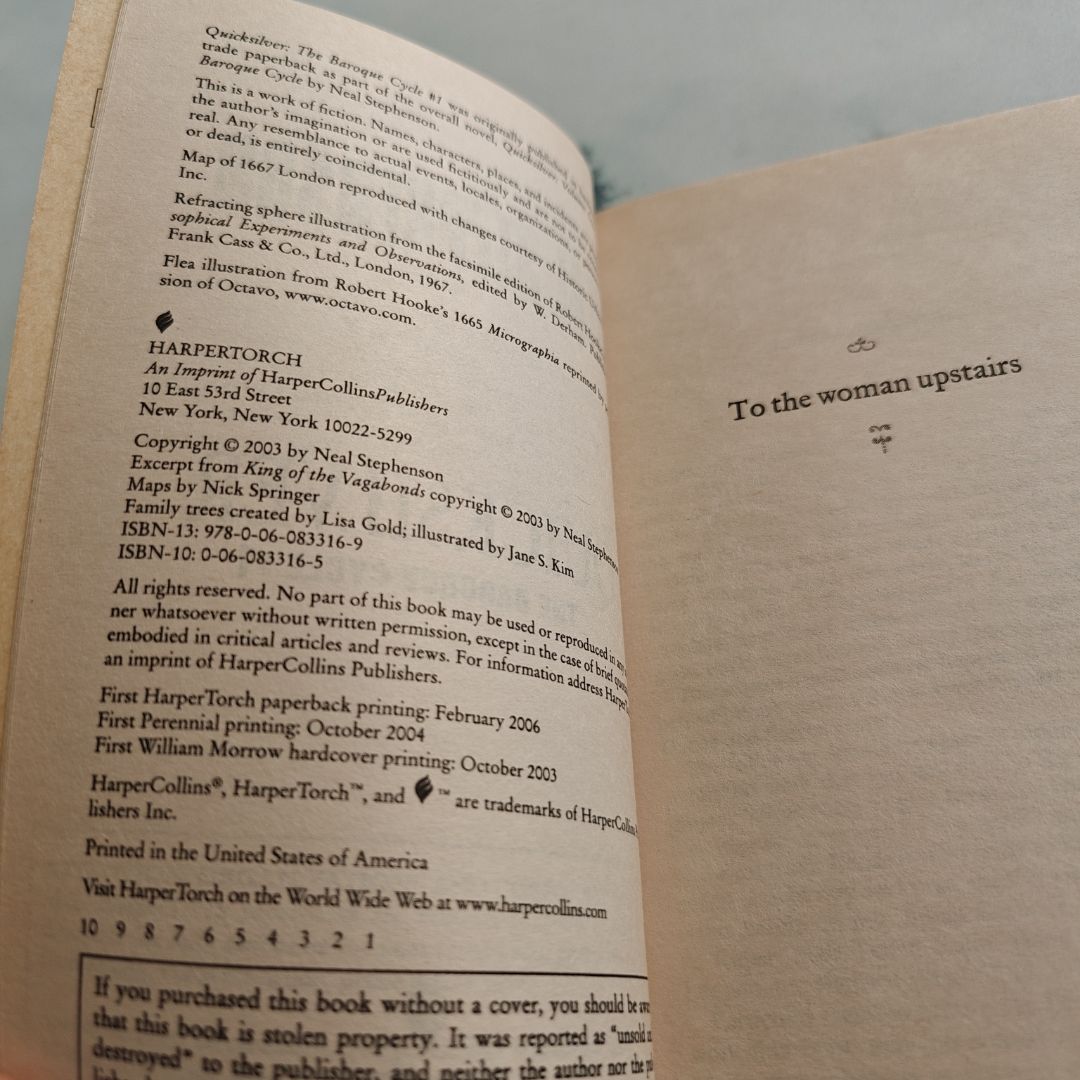 Quicksilver: The Baroque Cycle #1 was originally published in
trade paperback as part of the overall novel, Quicksilver, Volume
Baroque Cycle by Neal Stephenson.
This is a work of fiction. Names, characters, places, and incidents are
the author's imagination or are used fictitiously and are not to be
real. Any resemblance to actual events, locales, organizations, or
or dead, is entirely coincidental.
Map of 1667 London reproduced with changes courtesy of Historic
Inc.
Refracting sphere illustration from the facsimile edition of Robert
sophical Experiments and Observations, edited by W. Derham.
Frank Cass & Co., Ltd., London, 1967.
Flea illustration from Robert Hooke's 1665 Micrographia reprinted
sion of Octavo, www.octavo.com.
HARPERTORCH
An Imprint of HarperCollinsPublishers
10 East 53rd Street
New York, New York 10022-5299
Copyright © 2003 by Neal Stephenson
Excerpt from King of the Vagabonds copyright © 2003 by Neal Stephenson
Maps by Nick Springer
Family trees created by Lisa Gold; illustrated by Jane S. Kim
ISBN-13: 978-0-06-083316-9
ISBN-10: 0-06-083316-5
All rights reserved. No part of this book may be used or reproduced in any
ner whatsoever without written permission, except in the case of brief
embodied in critical articles and reviews. For information address
an imprint of HarperCollins Publishers.
First HarperTorch paperback printing: February 2006
First Perennial printing: October 2004
First William Morrow hardcover printing: October 2003
HarperCollins®, HarperTorch™, and ™ are trademarks of HarperCollins
lishers Inc.
Printed in the United States of America
Visit HarperTorch on the World Wide Web at www.harpercollins.com
10 9 8 7 6 5 4 3 2 1
If you purchased this book without a cover, you should be
that this book is stolen property. It was reported as "unsold
destroyed" to the publisher, and neither the author nor the
To the woman upstairs